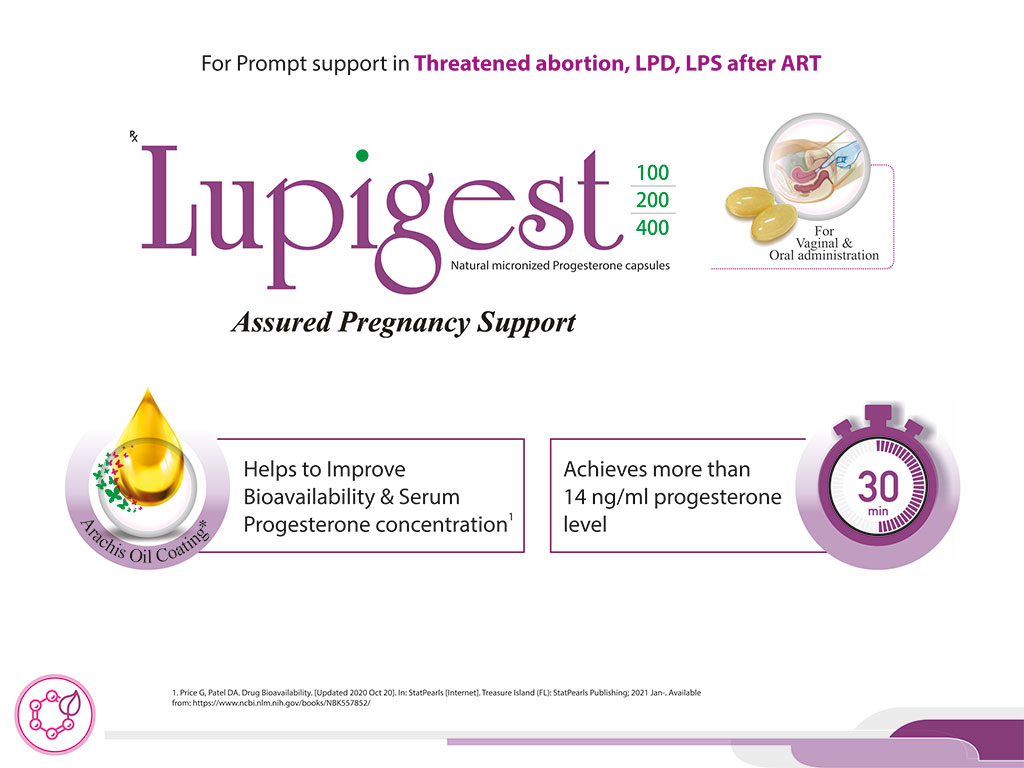 For Prompt support in Threatened abortion, LPD, LPS after ART
Rx
Lupigest
100
200
400
Natural micronized Progesterone capsules
For
Vaginal &
Oral administration
Assured Pregnancy Support
Arachis Oil Coating*
Helps to Improve
Bioavailability & Serum
Progesterone concentration1
Achieves more than
14 ng/ml progesterone
level
30
min
1. Price G, Patel DA. Drug Bioavailability. [Updated 2020 Oct 20]. In: StatPearls [Internet]. Treasure Island (FL): StatPearls Publishing; 2021 Jan-. Available
from: https://www.ncbi.nlm.nih.gov/books/NBK557852/